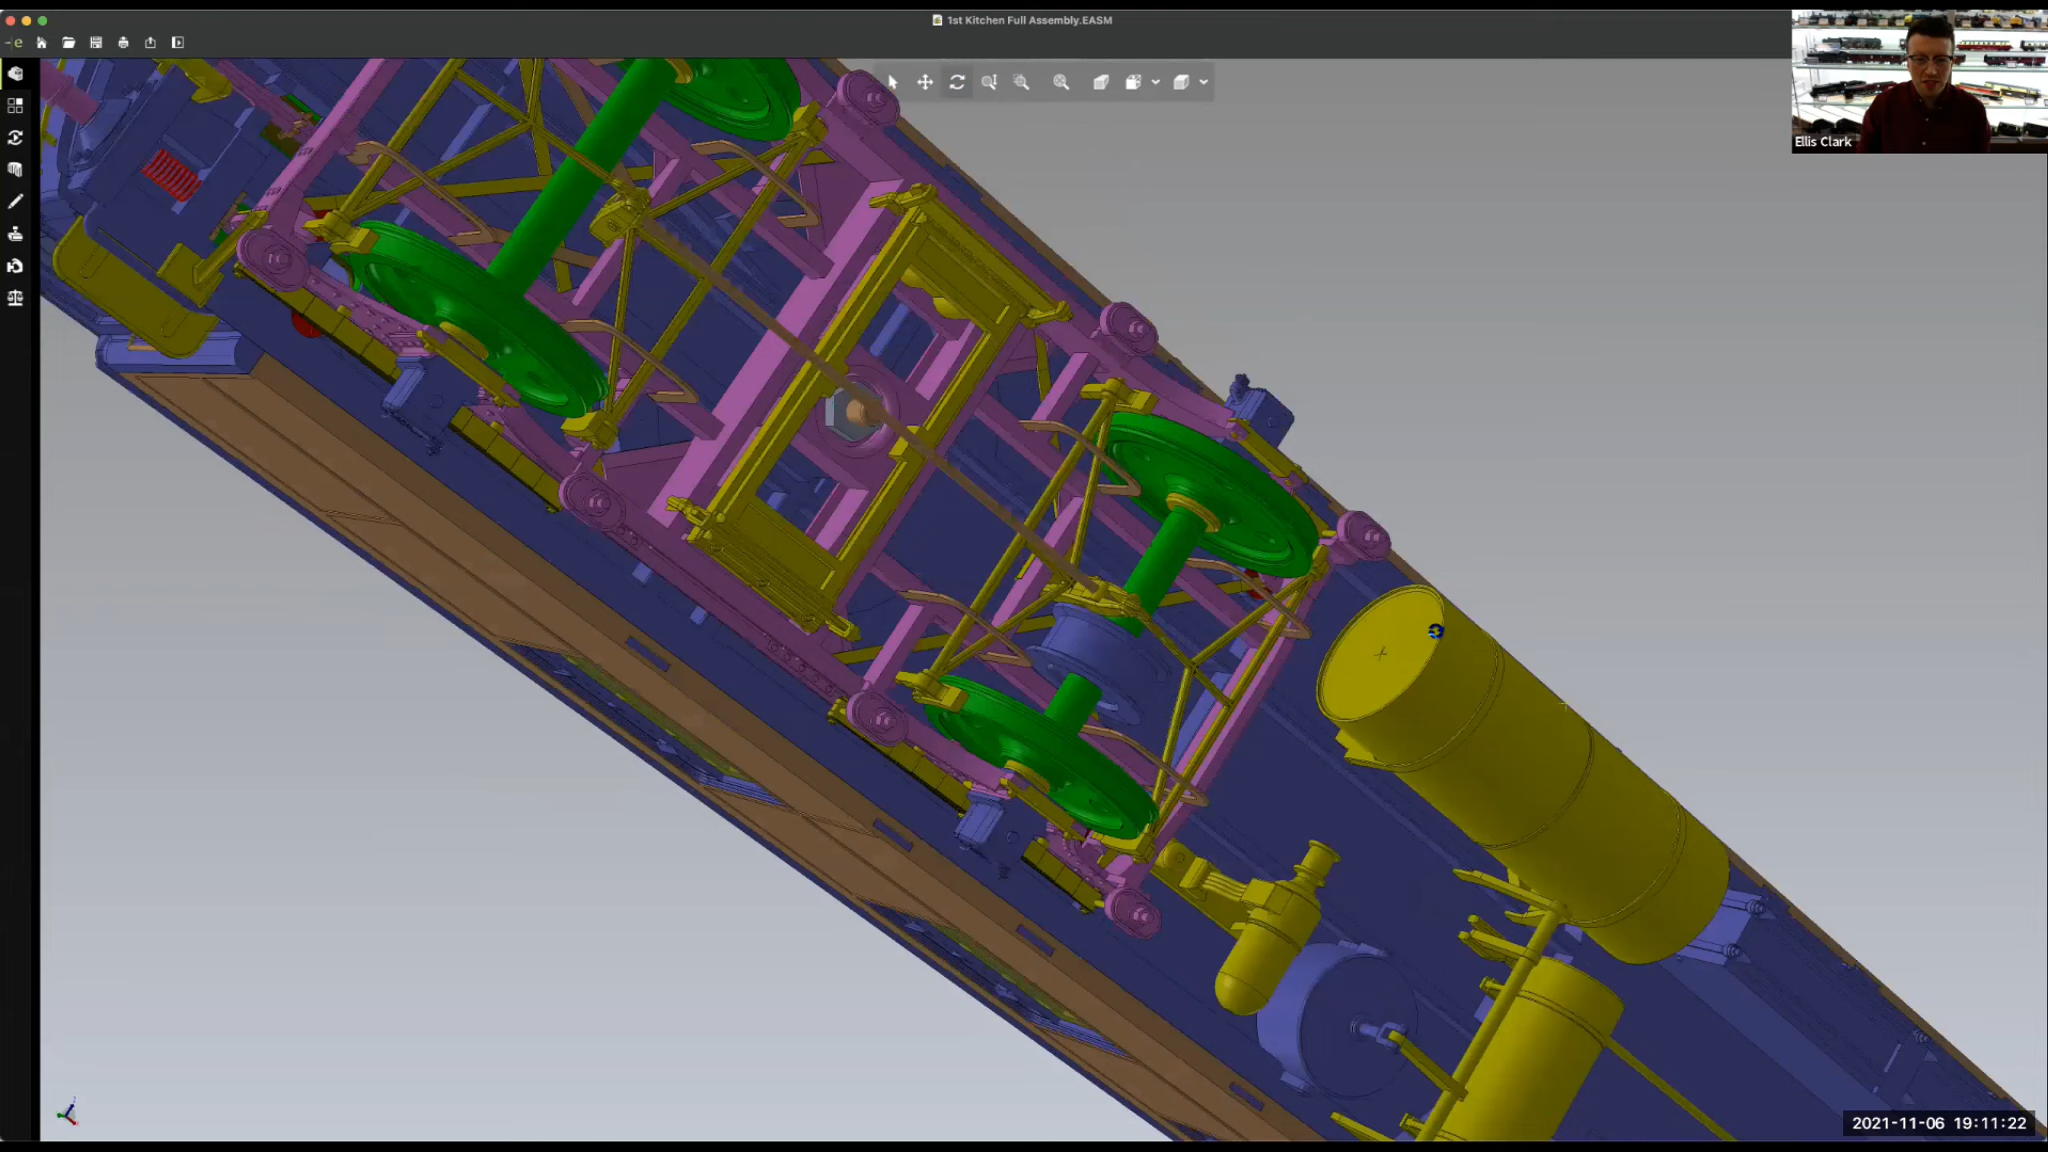 1st Kitchen Full Assembly.EASM
e
Ellis Clark
2021-11-06 19:11:22